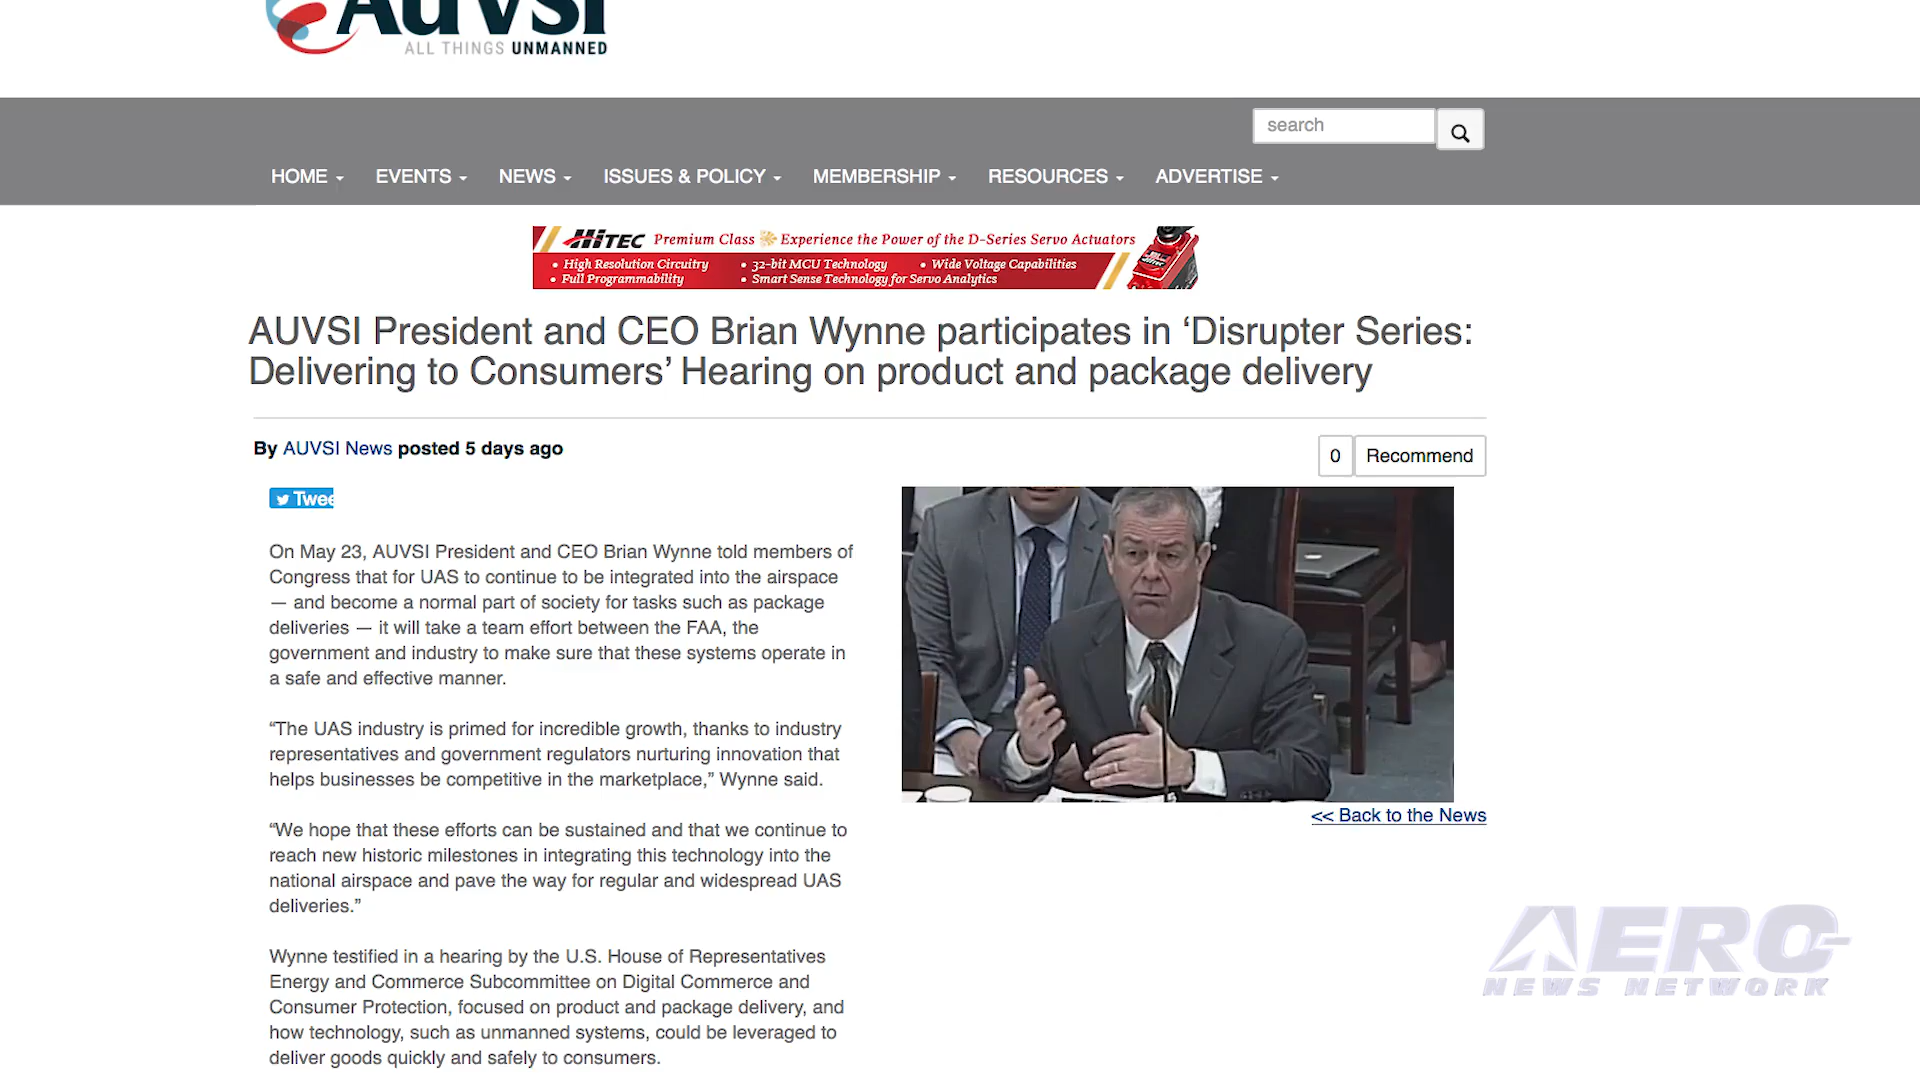 AUVSI
ALL THINGS UNMANNED
search
HOME
EVENTS
NEWS
ISSUES & POLICY
MEMBERSHIP
RESOURCES
ADVERTISE
HiTEC Premium Class Experience the Power of the D-Series Servo Actuators
• High Resolution Circuitry • 32-bit MCU Technology • Wide Voltage Capabilities
• Full Programmability • Smart Sense Technology for Servo Analytics
AUVSI President and CEO Brian Wynne participates in ‘Disrupter Series:
Delivering to Consumers’ Hearing on product and package delivery
By AUVSI News posted 5 days ago
0 Recommend
Twee
On May 23, AUVSI President and CEO Brian Wynne told members of
Congress that for UAS to continue to be integrated into the airspace
— and become a normal part of society for tasks such as package
deliveries — it will take a team effort between the FAA, the
government and industry to make sure that these systems operate in
a safe and effective manner.
“The UAS industry is primed for incredible growth, thanks to industry
representatives and government regulators nurturing innovation that
helps businesses be competitive in the marketplace,” Wynne said.
“We hope that these efforts can be sustained and that we continue to
reach new historic milestones in integrating this technology into the
national airspace and pave the way for regular and widespread UAS
deliveries.”
Wynne testified in a hearing by the U.S. House of Representatives
Energy and Commerce Subcommittee on Digital Commerce and
Consumer Protection, focused on product and package delivery, and
how technology, such as unmanned systems, could be leveraged to
deliver goods quickly and safely to consumers.
<< Back to the News
AERO-
NEWS NETWORK